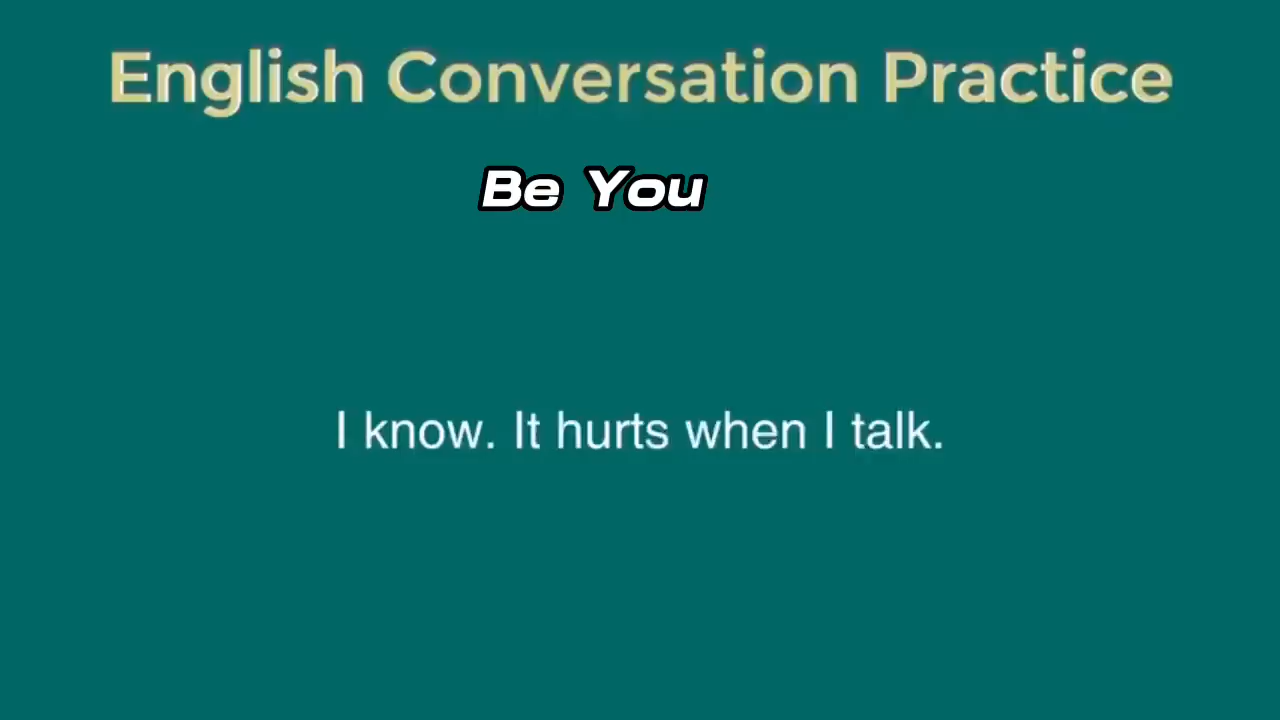 English Conversation Practice
Be You
I know. It hurts when I talk.